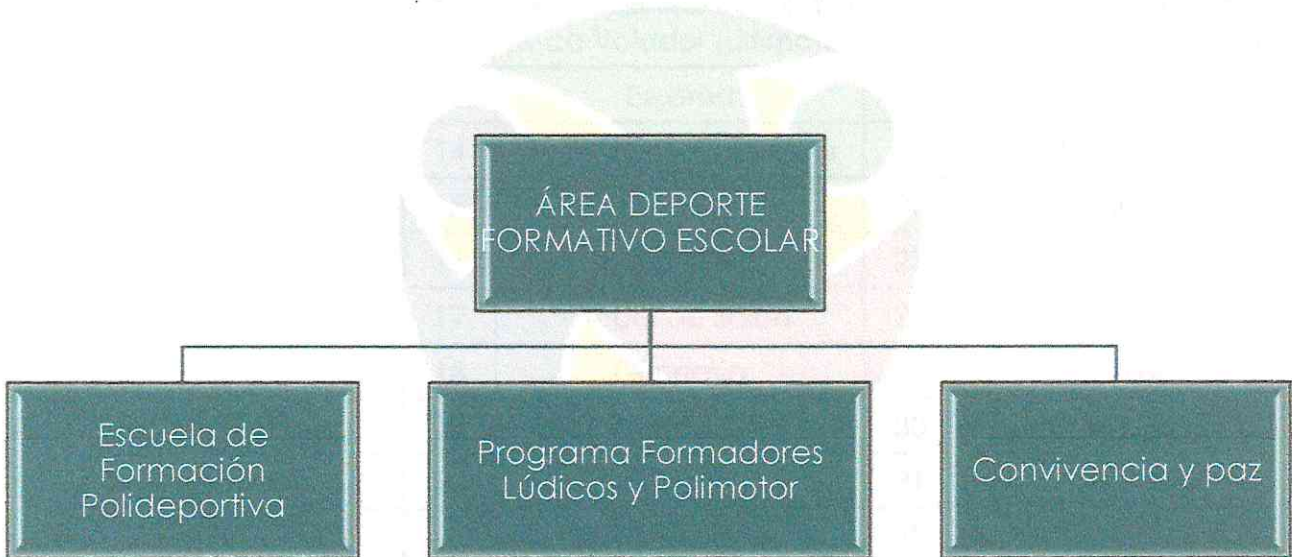 ÁREA DEPORTE
FORMATIVO ESCOLAR
Escuela de
Formación
Polideportiva
Programa Formadores
Lúdicos y Polimotor
Convivencia y paz